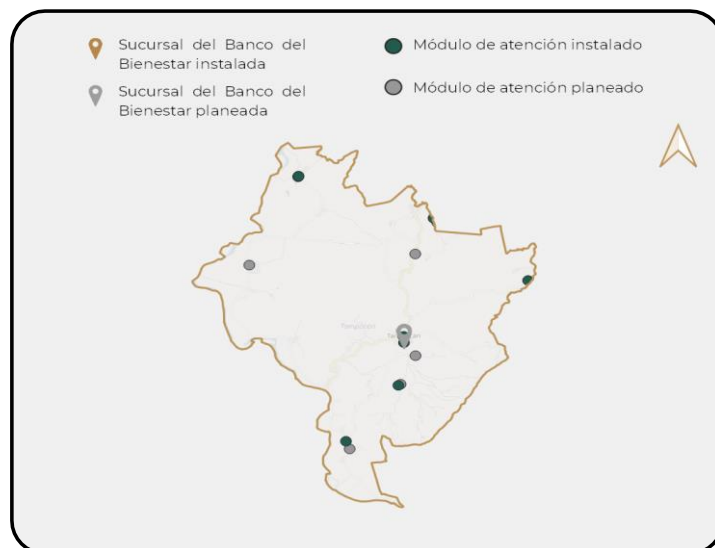 Sucursal del Banco del
Bienestar instalada
Sucursal del Banco del
Bienestar planeada
Módulo de atención instalado
Módulo de atención planeado